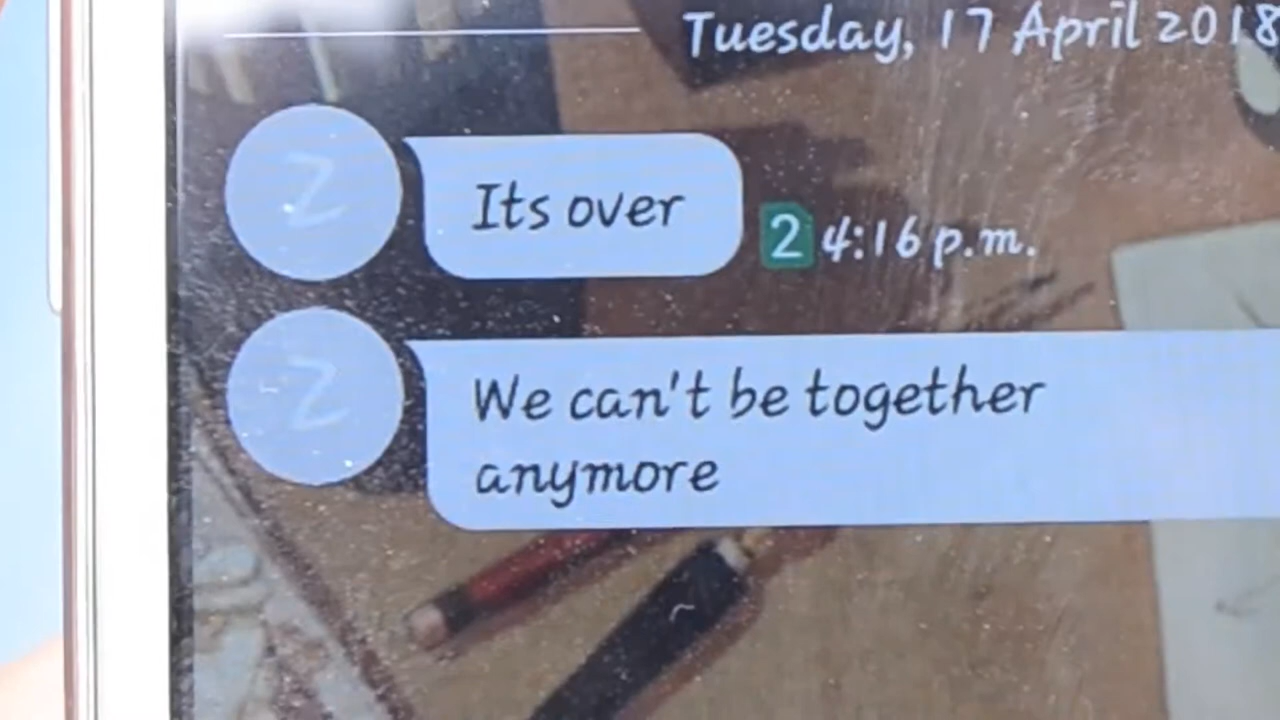 Tuesday, 17 April 2018
Z
Its over
2 4:16 p.m.
Z
We can't be together
anymore